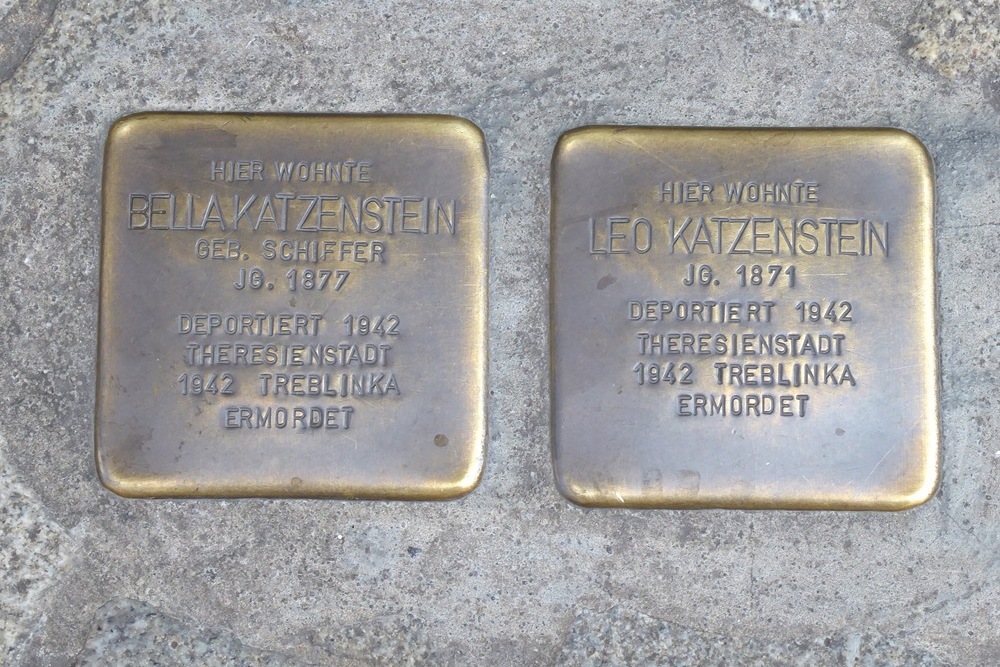 HIER WOHNTE
BELLA KATZENSTEIN
GEB. SCHIFFER
JG. 1877
DEPORTIERT 1942
THERESIENSTADT
1942 TREBLINKA
ERMORDET
HIER WOHNTE
LEO KATZENSTEIN
JG. 1871
DEPORTIERT 1942
THERESIENSTADT
1942 TREBLINKA
ERMORDET